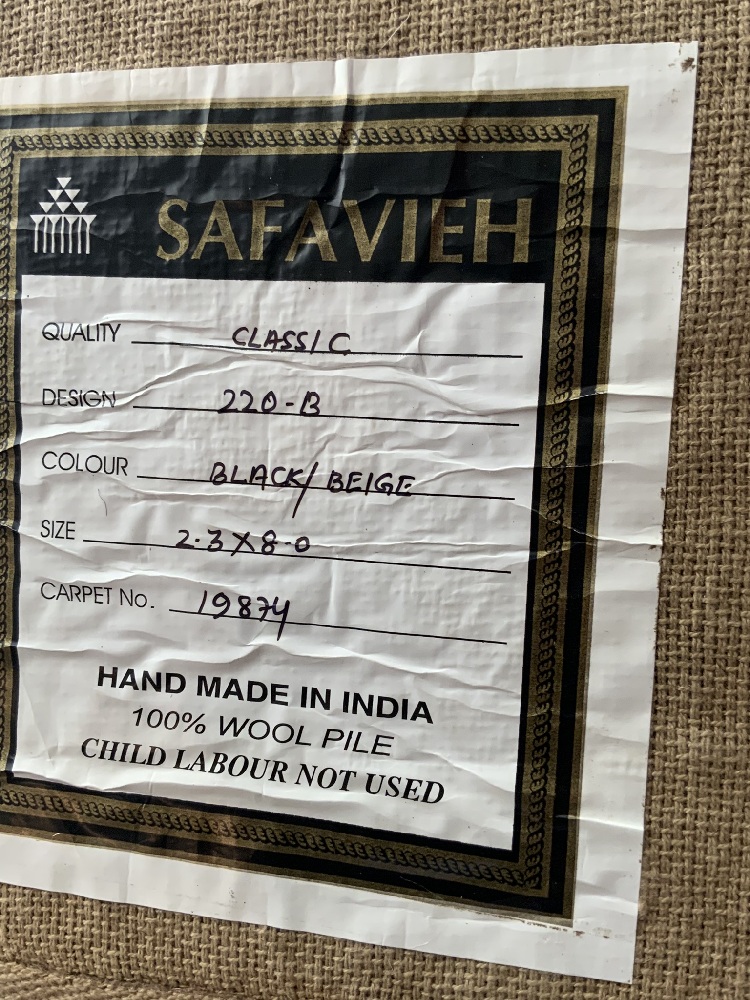 SAFAVIEH
QUALITY CLASSIC
DESIGN 220-B
COLOUR BLACK/BEIGE
SIZE 2.3X8.0
CARPET No. 19874
HAND MADE IN INDIA
100% WOOL PILE
CHILD LABOUR NOT USED